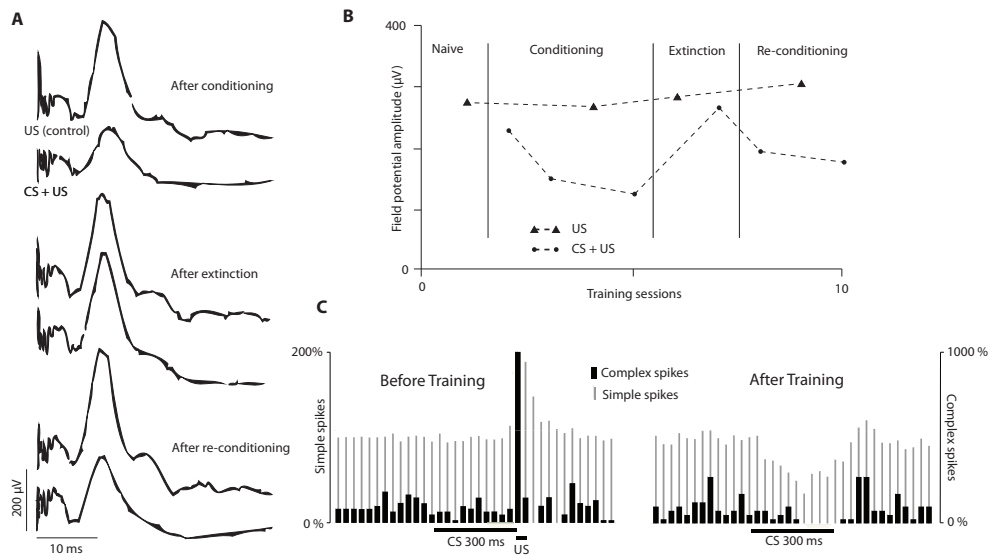 A
After conditioning
US (control)
CS + US
After extinction
After re-conditioning
200 µV
10 ms
B
400
Naive
Conditioning
Extinction
Re-conditioning
Field potential amplitude (µV)
US
CS + US
0
0
10
Training sessions
C
200 %
Before Training
Complex spikes
Simple spikes
After Training
1000 %
Simple spikes
Complex spikes
0 %
CS 300 ms
US
CS 300 ms
0 %